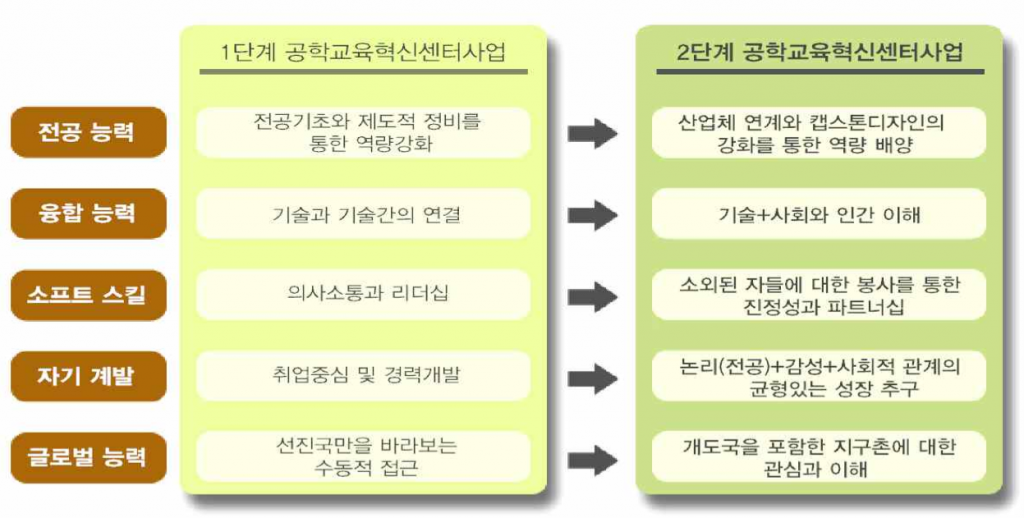 1단계 공학교육혁신센터사업
2단계 공학교육혁신센터사업
전공 능력
전공기초와 제도적 정비를
통한 역량강화
산업체 연계와 캡스톤디자인의
강화를 통한 역량 배양
융합 능력
기술과 기술간의 연결
기술+사회와 인간 이해
소프트 스킬
의사소통과 리더십
소외된 자들에 대한 봉사를 통한
진정성과 파트너십
자기 계발
취업중심 및 경력개발
논리(전공)+감성+사회적 관계의
균형있는 성장 추구
글로벌 능력
선진국만을 바라보는
수동적 접근
개도국을 포함한 지구촌에 대한
관심과 이해